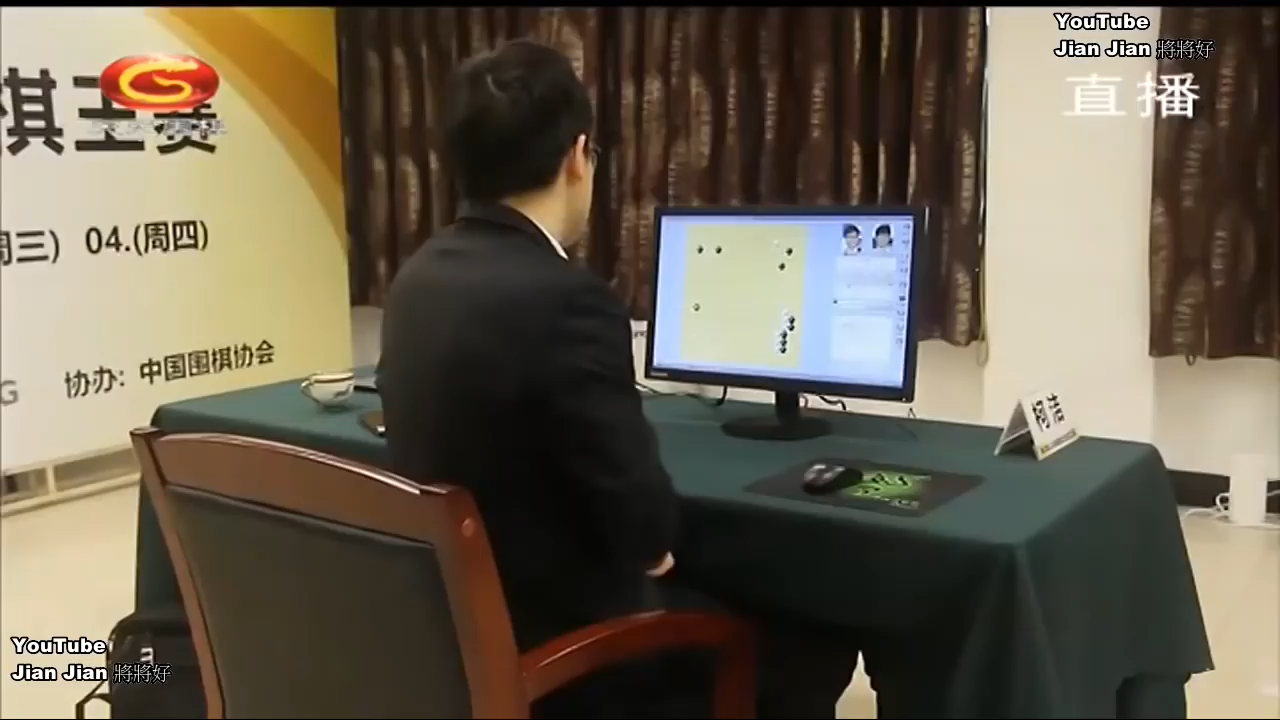 YouTube
Jian Jian 將將好
直播
棋王赛
周三) 04.(周四)
G 协办: 中国围棋协会
柯洁
YouTube
Jian Jian 將將好